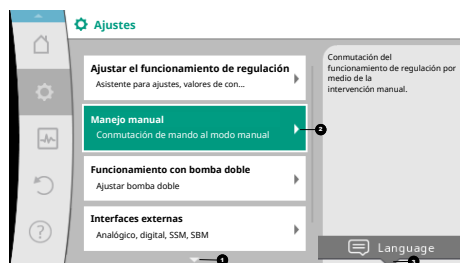 Ajustes
Ajustar el funcionamiento de regulación
Asistente para ajustes, valores de con...
Manejo manual
Conmutación de mando al modo manual
Funcionamiento con bomba doble
Ajustar bomba doble
Interfaces externas
Analógico, digital, SSM, SBM
Conmutación del
funcionamiento de regulación por
medio de la
intervención manual.
2
?
1
Language
3